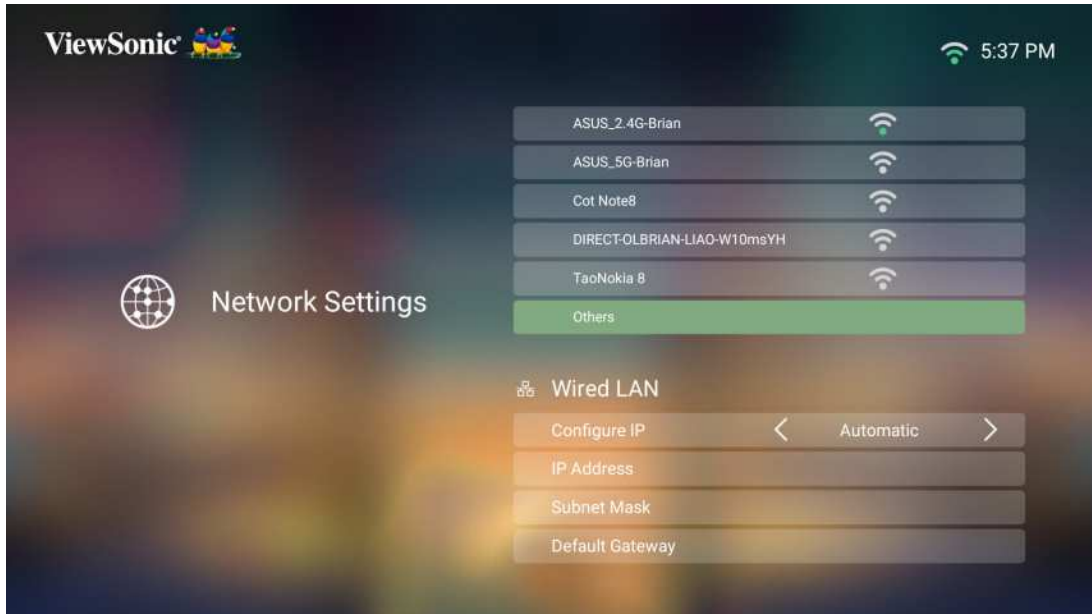 ViewSonic
5:37 PM
ASUS_2.4G-Brian
ASUS_5G-Brian
Cot Note8
DIRECT-OLBRIAN-LIAO-W10msYH
TaoNokia 8
Network Settings
Others
Wired LAN
Configure IP Automatic
IP Address
Subnet Mask
Default Gateway